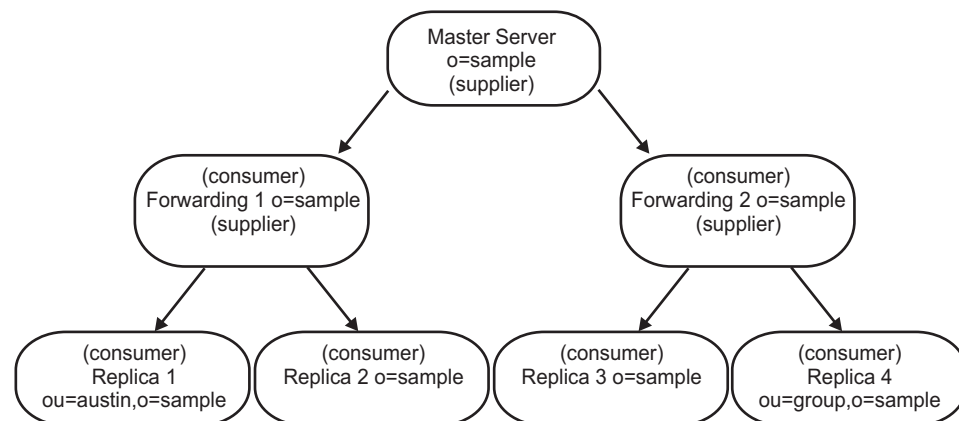 Master Server
o=sample
(supplier)
(consumer)
Forwarding 1 o=sample
(supplier)
(consumer)
Forwarding 2 o=sample
(supplier)
(consumer)
Replica 1
ou=austin,o=sample
(consumer)
Replica 2 o=sample
(consumer)
Replica 3 o=sample
(consumer)
Replica 4
ou=group,o=sample